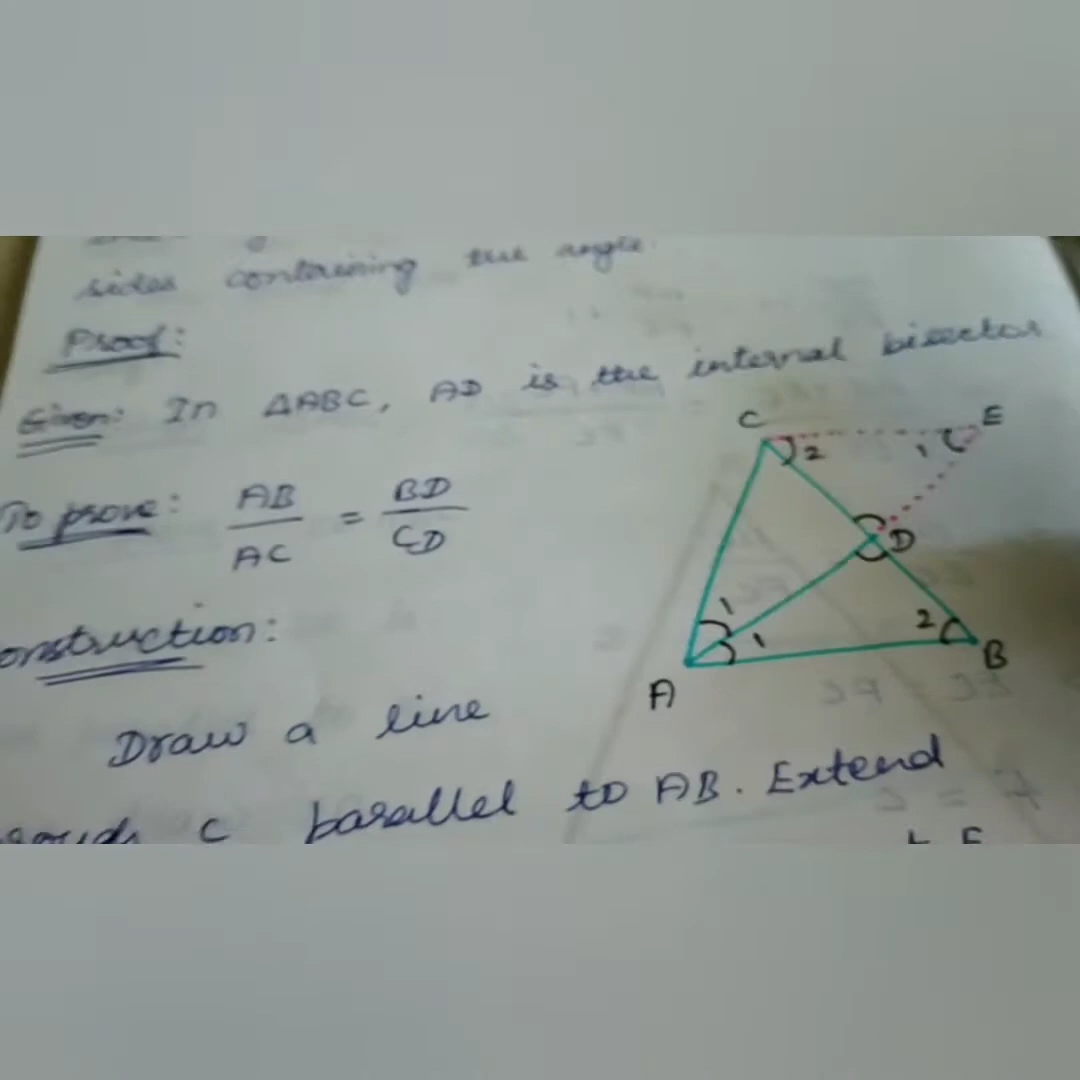 sides containing the angle.
Proof:
Given: In ΔABC, AD is the internal bisector
To prove: AB/AC = BD/CD
onstruction:
Draw a line
C parallel to AB. Extend
C
E
2
1
D
1
1
2
A
B